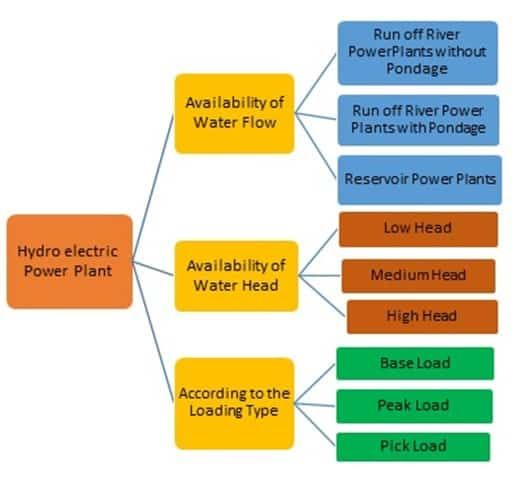 Hydro electric
Power Plant
Availability of
Water Flow
Run off River
PowerPlants without
Pondage
Run off River Power
Plants with Pondage
Reservoir Power Plants
Availability of
Water Head
Low Head
Medium Head
High Head
According to the
Loading Type
Base Load
Peak Load
Pick Load